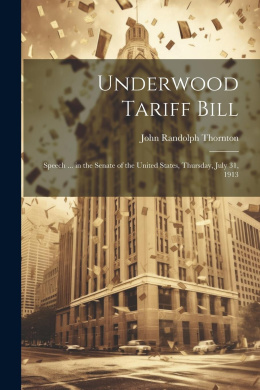 UNDERWOOD
TARIFF BILL
John Randolph Thornton
Speech ... in the Senate of the United States, Thursday, July 31,
1913